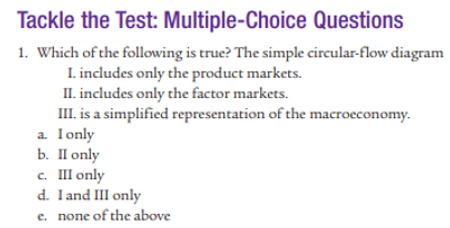 Tackle the Test: Multiple-Choice Questions
1. Which of the following is true? The simple circular-flow diagram
I. includes only the product markets.
II. includes only the factor markets.
III. is a simplified representation of the macroeconomy.
a. I only
b. II only
c. III only
d. I and III only
e. none of the above